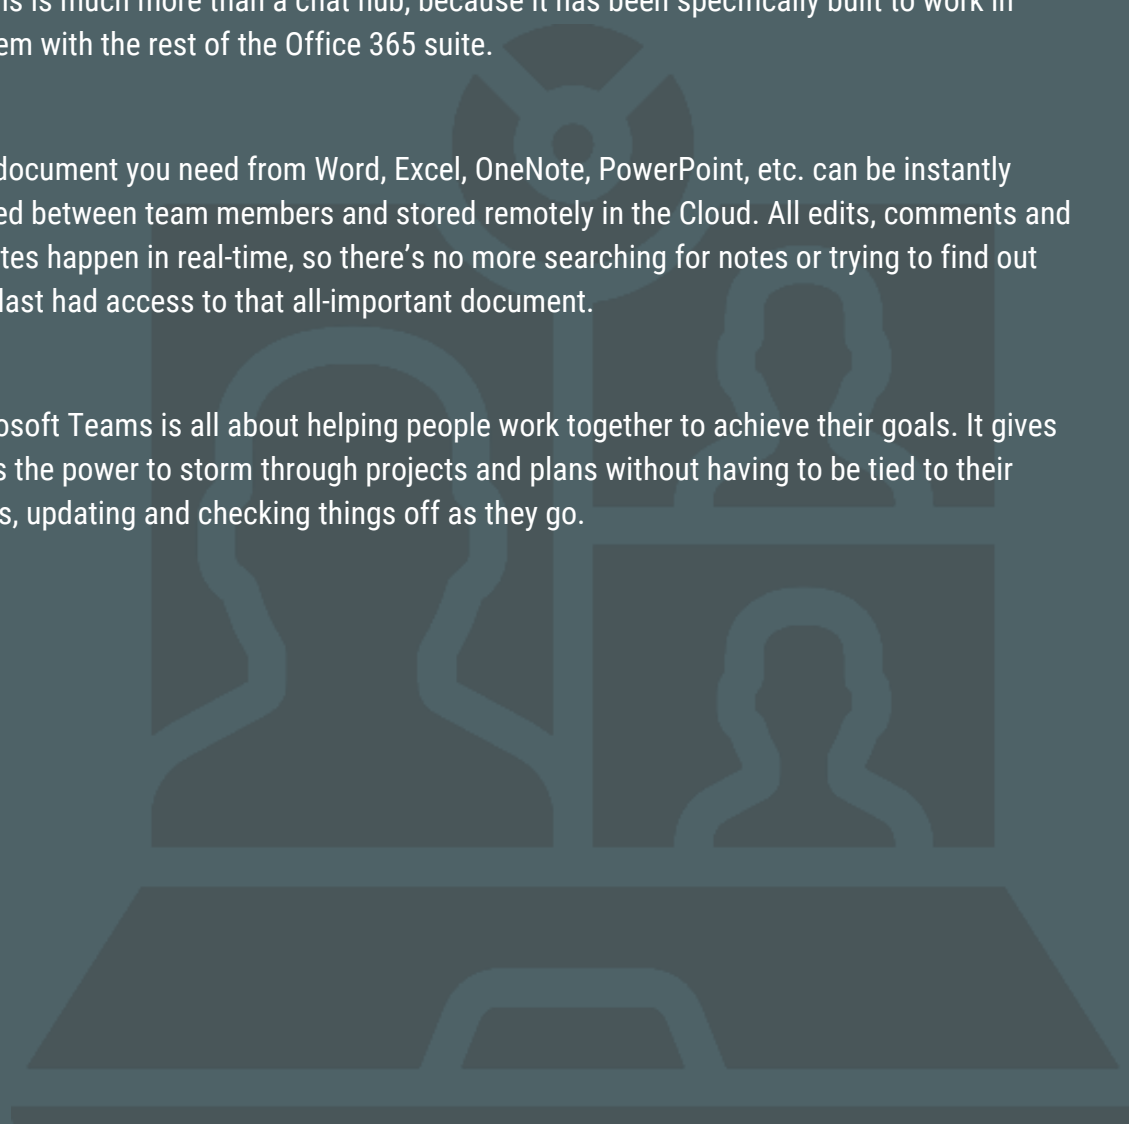 is is much more than a chat hub, because it has been specifically built to work in
em with the rest of the Office 365 suite.
document you need from Word, Excel, OneNote, PowerPoint, etc. can be instantly
ed between team members and stored remotely in the Cloud. All edits, comments and
tes happen in real-time, so there’s no more searching for notes or trying to find out
last had access to that all-important document.
osoft Teams is all about helping people work together to achieve their goals. It gives
s the power to storm through projects and plans without having to be tied to their
s, updating and checking things off as they go.